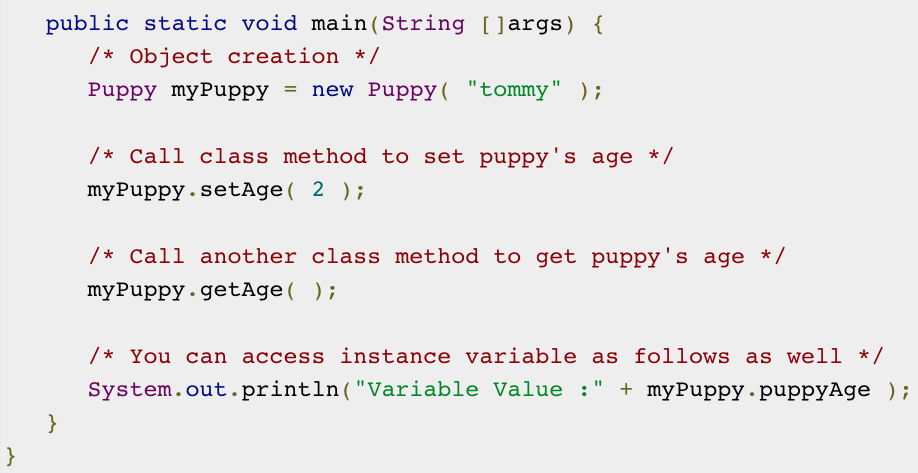 public static void main(String []args) {
/* Object creation */
Puppy myPuppy = new Puppy( "tommy" );
/* Call class method to set puppy's age */
myPuppy.setAge( 2 );
/* Call another class method to get puppy's age */
myPuppy.getAge( );
/* You can access instance variable as follows as well */
System.out.println("Variable Value :" + myPuppy.puppyAge );
}
}